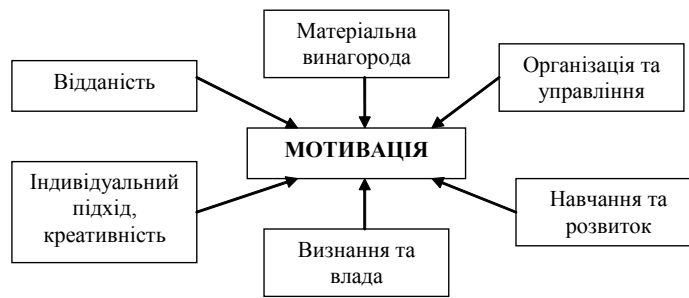 Матеріальна
винагорода
Відданість
Організація та
управління
МОТИВАЦІЯ
Індивідуальний
підхід,
креативність
Навчання та
розвиток
Визнання та
влада